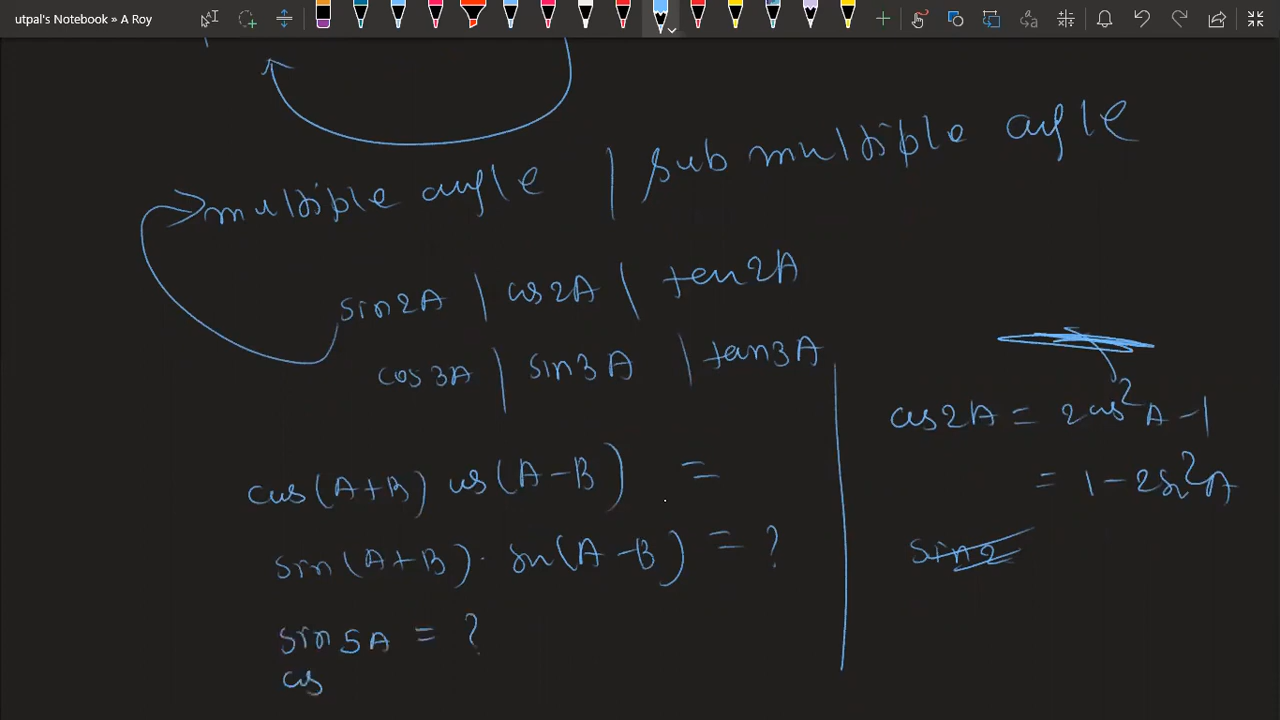 utpal's Notebook » A Roy
multiple angle | sub multiple angle
sin2A | cos2A | tan2A
cos3A | sin3A | tan3A
cos(A+B) cos(A-B) =
sin(A+B) · sin(A-B) = ?
sin5A = ?
cos
cos2A = 2cos²A - 1
= 1 - 2sin²A
sin2